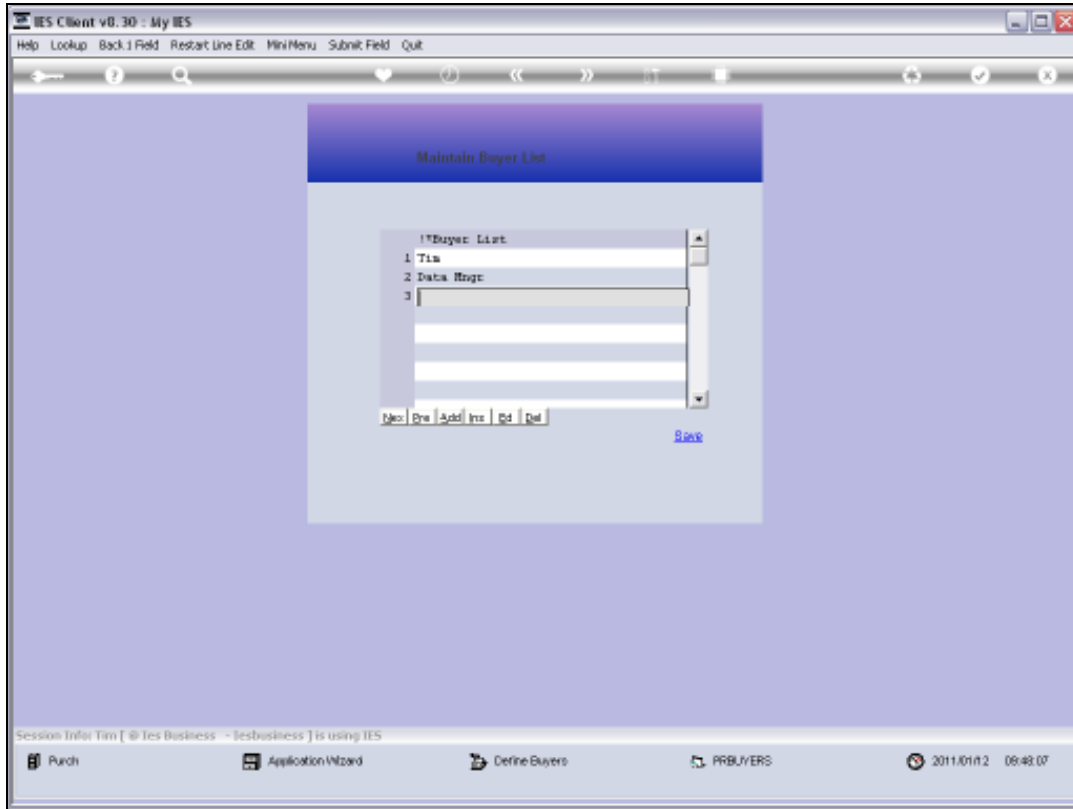 IES Client v8.30 : My IES
Help Lookup Back 1 Field Restart Line Edit MiniMenu Submit Field Quit
Maintain Buyer List
!"Buyer List
1 Tim
2 Data Mngr
3
Nex Pre Add Ins Ed Del
Save
Session Info: Tim [ @ Ies Business - Iesbusiness ] is using IES
Purch Application Wizard Define Buyers PRBUYERS 2011/01/12 09:48:07